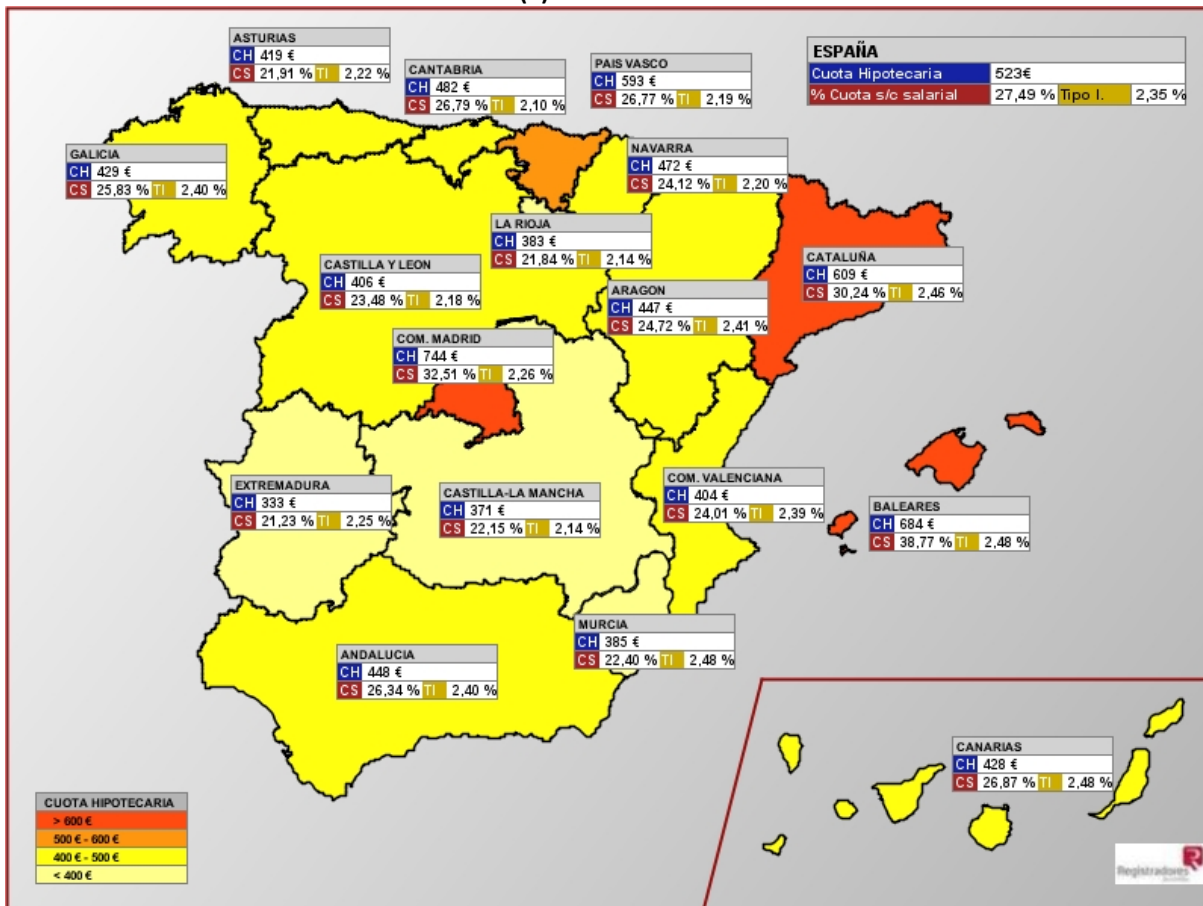 ASTURIAS
CH 419 €
CS 21,91 % TI 2,22 %
CANTABRIA
CH 482 €
CS 26,79 % TI 2,10 %
PAIS VASCO
CH 593 €
CS 26,77 % TI 2,19 %
ESPAÑA
Cuota Hipotecaria 523€
% Cuota s/c salarial 27,49 % Tipo I. 2,35 %
GALICIA
CH 429 €
CS 25,83 % TI 2,40 %
NAVARRA
CH 472 €
CS 24,12 % TI 2,20 %
LA RIOJA
CH 383 €
CS 21,84 % TI 2,14 %
CASTILLA Y LEON
CH 406 €
CS 23,48 % TI 2,18 %
ARAGON
CH 447 €
CS 24,72 % TI 2,41 %
CATALUÑA
CH 609 €
CS 30,24 % TI 2,46 %
COM. MADRID
CH 744 €
CS 32,51 % TI 2,26 %
EXTREMADURA
CH 333 €
CS 21,23 % TI 2,25 %
CASTILLA-LA MANCHA
CH 371 €
CS 22,15 % TI 2,14 %
COM. VALENCIANA
CH 404 €
CS 24,01 % TI 2,39 %
BALEARES
CH 684 €
CS 38,77 % TI 2,48 %
MURCIA
CH 385 €
CS 22,40 % TI 2,48 %
ANDALUCIA
CH 448 €
CS 26,34 % TI 2,40 %
CANARIAS
CH 428 €
CS 26,87 % TI 2,48 %
CUOTA HIPOTECARIA
> 600 €
500 € - 600 €
400 € - 500 €
< 400 €
Registradores